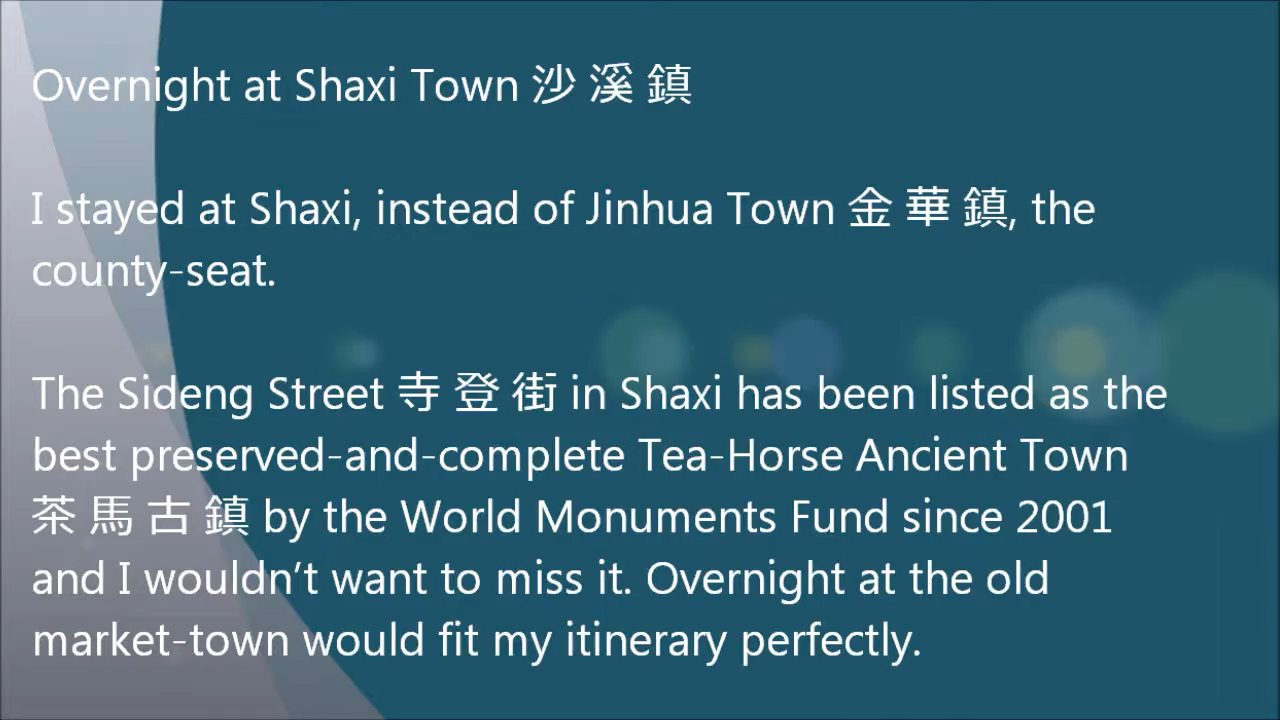 Overnight at Shaxi Town 沙溪鎮
I stayed at Shaxi, instead of Jinhua Town 金華鎮, the
county-seat.
The Sideng Street 寺登街 in Shaxi has been listed as the
best preserved-and-complete Tea-Horse Ancient Town
茶馬古鎮 by the World Monuments Fund since 2001
and I wouldn’t want to miss it. Overnight at the old
market-town would fit my itinerary perfectly.